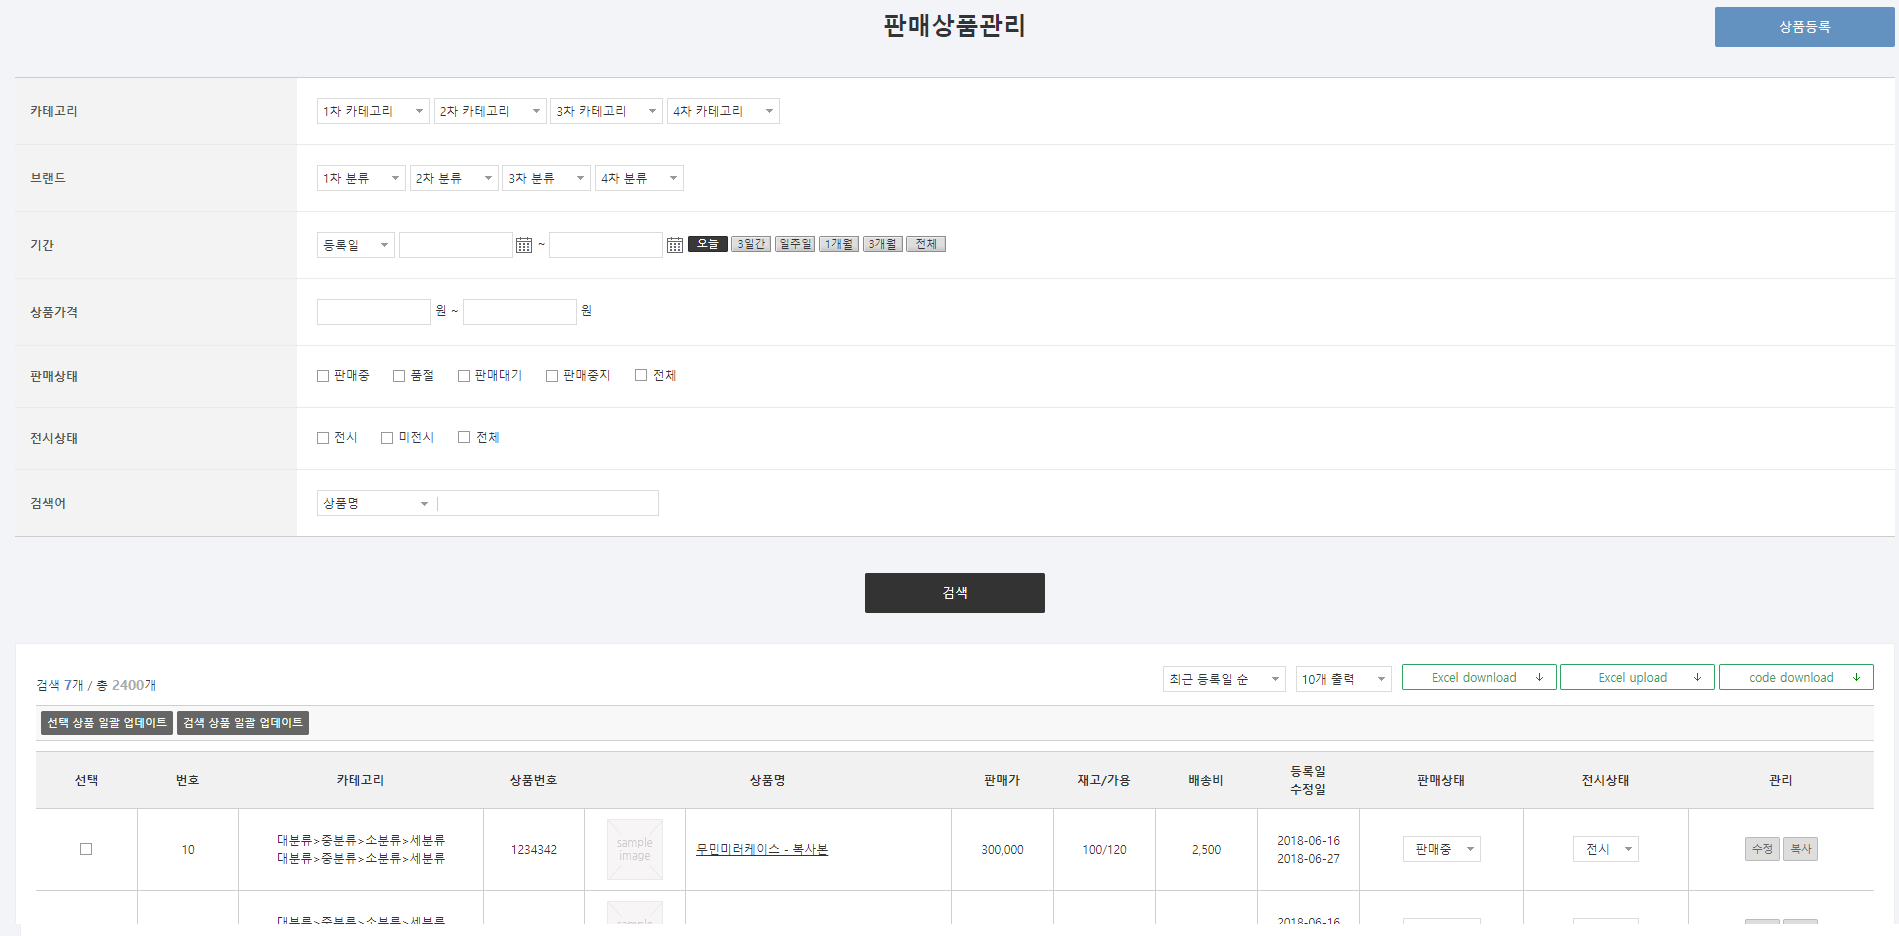 판매상품관리
상품등록
카테고리
1차 카테고리 2차 카테고리 3차 카테고리 4차 카테고리
브랜드
1차 분류 2차 분류 3차 분류 4차 분류
기간
등록일 ~ 오늘 3일간 일주일 1개월 3개월 전체
상품가격
원 ~ 원
판매상태
판매중 품절 판매대기 판매중지 전체
전시상태
전시 미전시 전체
검색어
상품명
검색
검색 7개 / 총 2400개
최근 등록일 순 10개 출력 Excel download Excel upload code download
선택 상품 일괄 업데이트 검색 상품 일괄 업데이트
선택 번호 카테고리 상품번호 상품명 판매가 재고/가용 배송비 등록일 수정일 판매상태 전시상태 관리
10
대분류>중분류>소분류>세분류
대분류>중분류>소분류>세분류
1234342
sample
image
무민미러케이스 - 복사본
300,000
100/120
2,500
2018-06-16
2018-06-27
판매중
전시
수정 복사
대분류>중분류>소분류>세분류
sample
2018-06-16